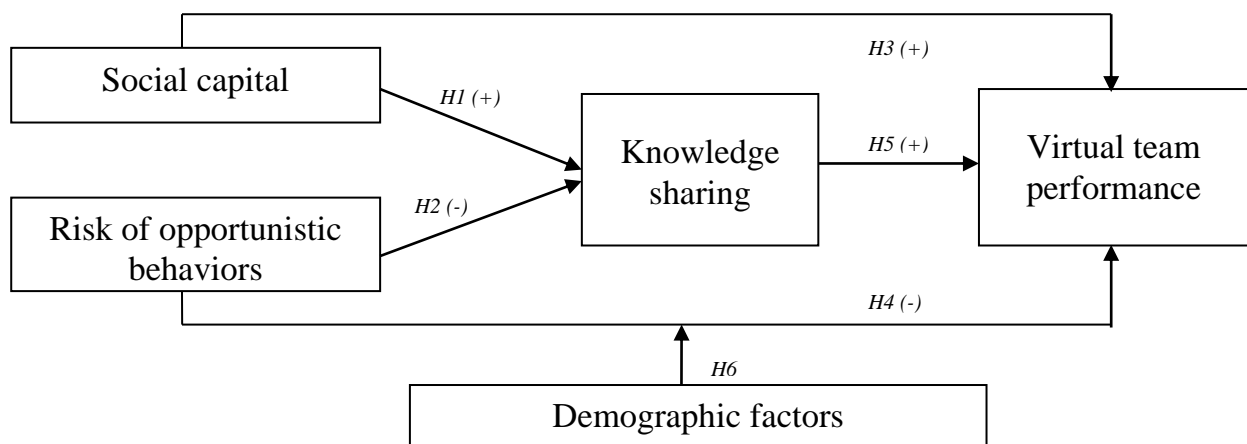 H3 (+)
Social capital
H1 (+)
Knowledge
sharing
H5 (+)
Virtual team
performance
H2 (-)
Risk of opportunistic
behaviors
H4 (-)
H6
Demographic factors